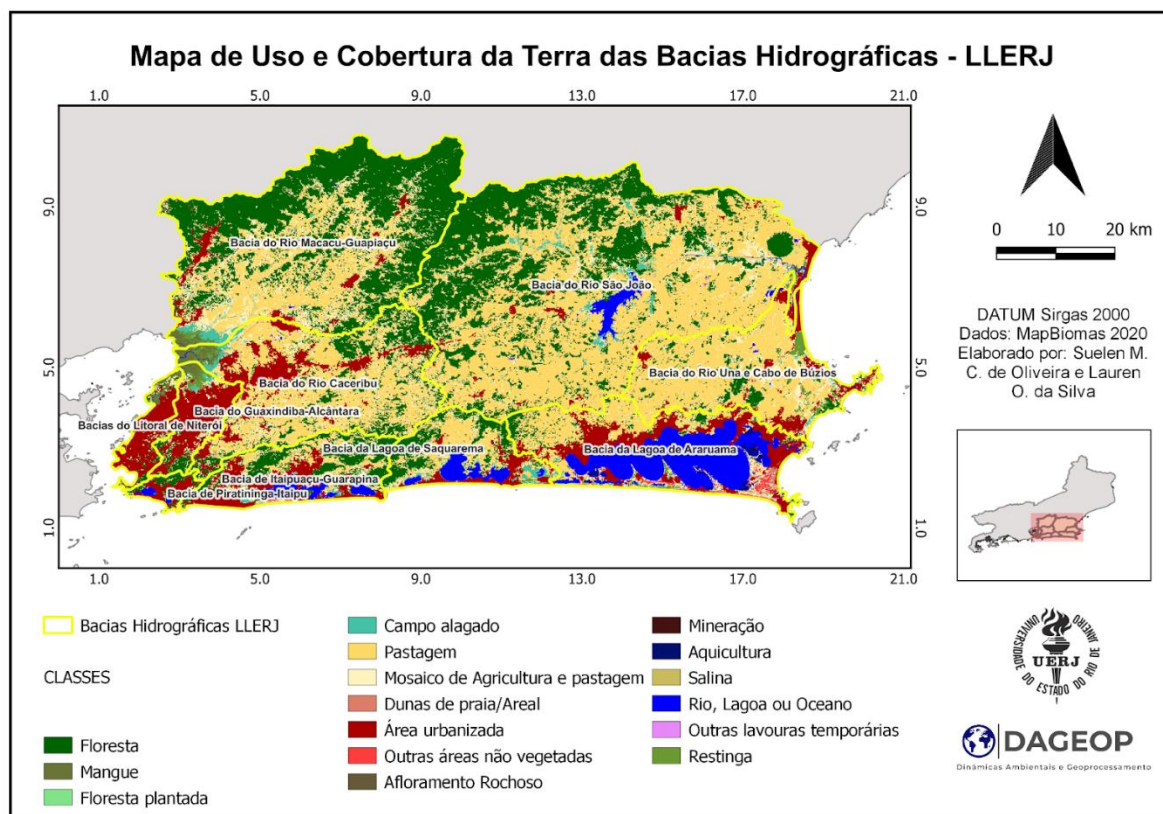 Mapa de Uso e Cobertura da Terra das Bacias Hidrográficas - LLERJ
1.0 5.0 9.0 13.0 17.0 21.0
9.0
5.0
1.0
9.0
5.0
1.0
Bacia do Rio Macacu-Guapiaçu
Bacia do Rio São João
Bacia do Rio Una e Cabo de Búzios
Bacia do Rio Caceribu
Bacia do Guaxindiba-Alcântara
Bacias do Litoral de Niterói
Bacia da Lagoa de Saquarema
Bacia da Lagoa de Araruama
Bacia de Itaipuaçu-Guarapina
Bacia de Piratininga-Itaipu
1.0 5.0 9.0 13.0 17.0 21.0
0 10 20 km
DATUM Sirgas 2000
Dados: MapBiomas 2020
Elaborado por: Suelen M.
C. de Oliveira e Lauren
O. da Silva
Bacias Hidrográficas LLERJ
CLASSES
Floresta
Mangue
Floresta plantada
Campo alagado
Pastagem
Mosaico de Agricultura e pastagem
Dunas de praia/Areal
Área urbanizada
Outras áreas não vegetadas
Afloramento Rochoso
Mineração
Aquicultura
Salina
Rio, Lagoa ou Oceano
Outras lavouras temporárias
Restinga
UNIVERSIDADE DO ESTADO DO RIO DE JANEIRO
UERJ
DAGEOP
Dinâmicas Ambientais e Geoprocessamento